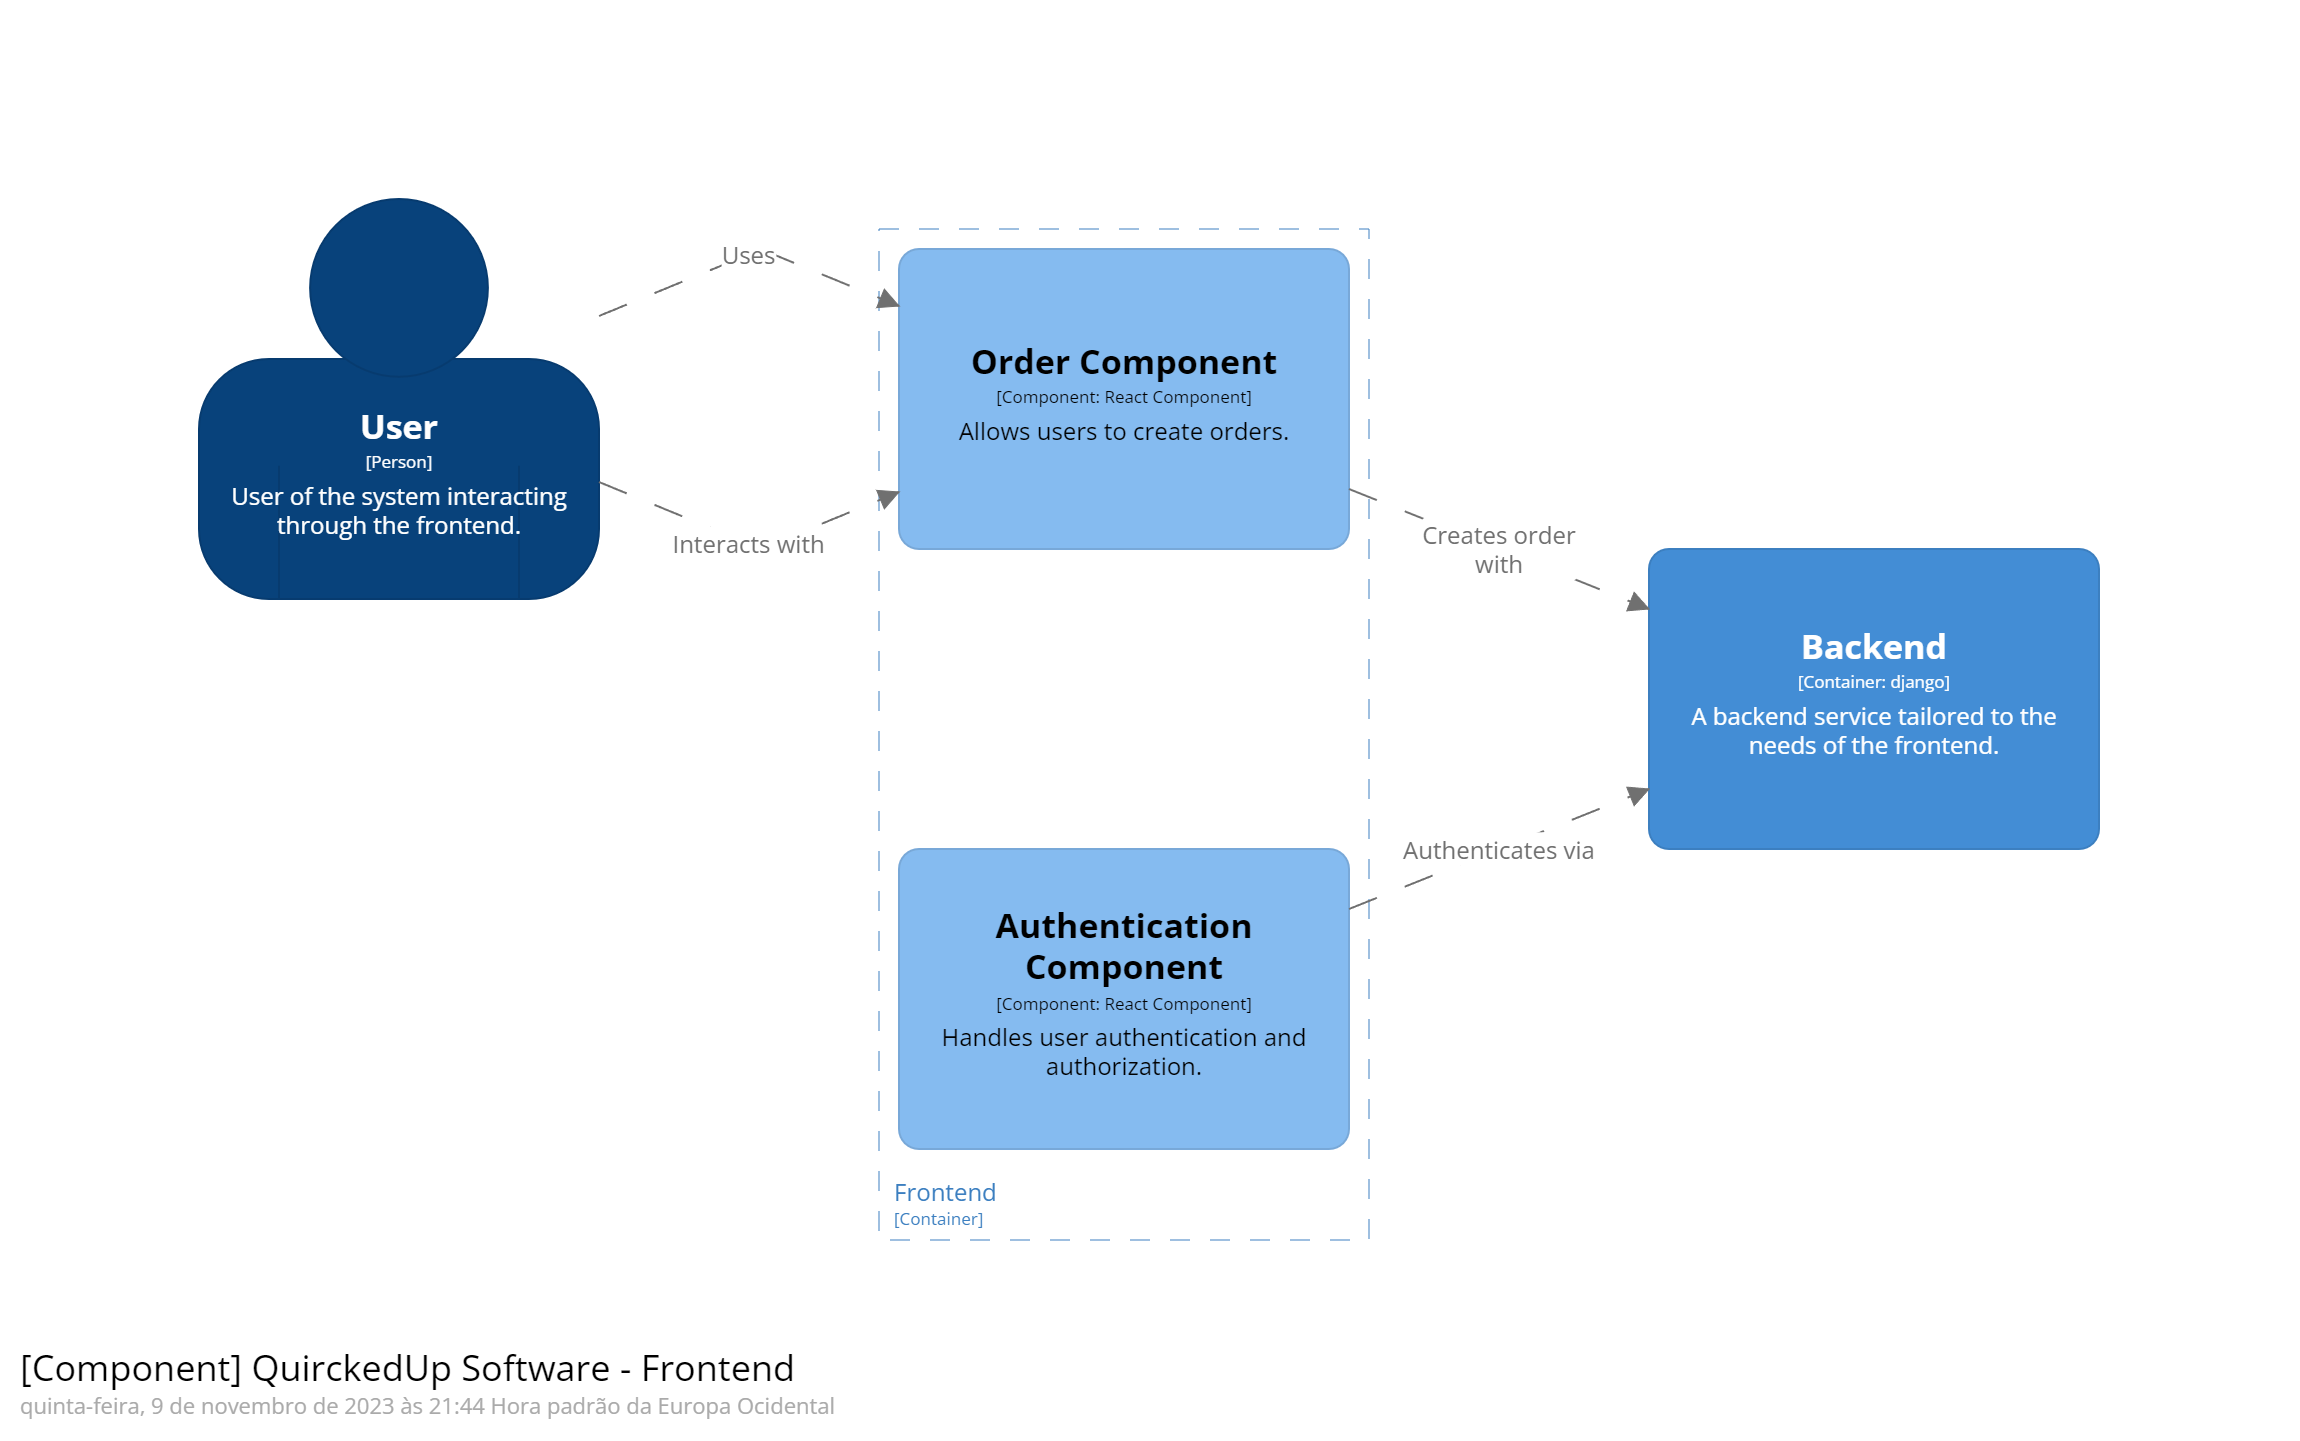 Uses
User
[Person]
User of the system interacting
through the frontend.
Interacts with
Order Component
[Component: React Component]
Allows users to create orders.
Creates order
with
Backend
[Container: django]
A backend service tailored to the
needs of the frontend.
Authenticates via
Authentication
Component
[Component: React Component]
Handles user authentication and
authorization.
Frontend
[Container]
[Component] QuirckedUp Software - Frontend
quinta-feira, 9 de novembro de 2023 às 21:44 Hora padrão da Europa Ocidental